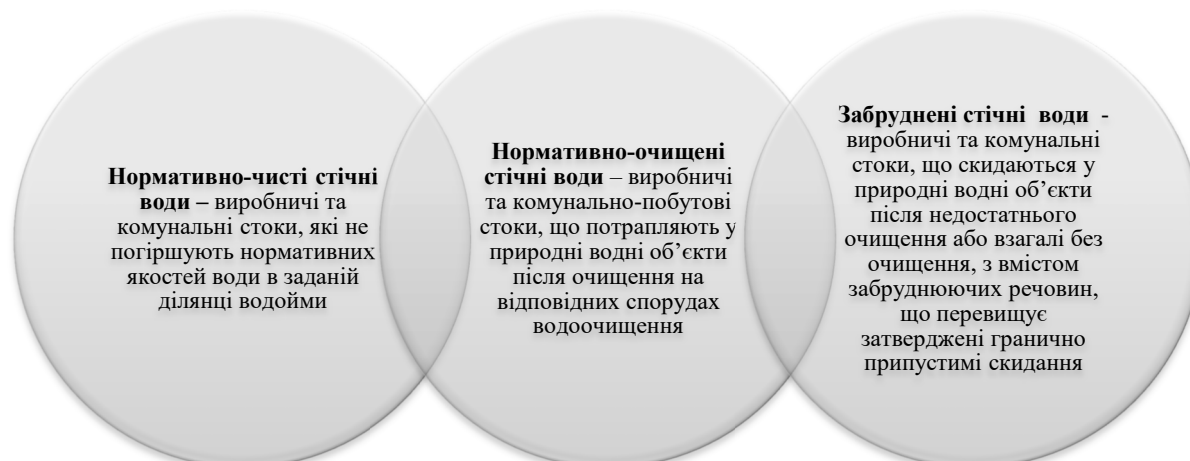 Нормативно-чисті стічні
води – виробничі та
комунальні стоки, які не
погіршують нормативних
якостей води в заданій
ділянці водойми
Нормативно-очищені
стічні води – виробничі
та комунально-побутові
стоки, що потрапляють у
природні водні об’єкти
після очищення на
відповідних спорудах
водоочищення
Забруднені стічні води -
виробничі та комунальні
стоки, що скидаються у
природні водні об’єкти
після недостатнього
очищення або взагалі без
очищення, з вмістом
забруднюючих речовин,
що перевищує
затверджені гранично
припустимі скидання